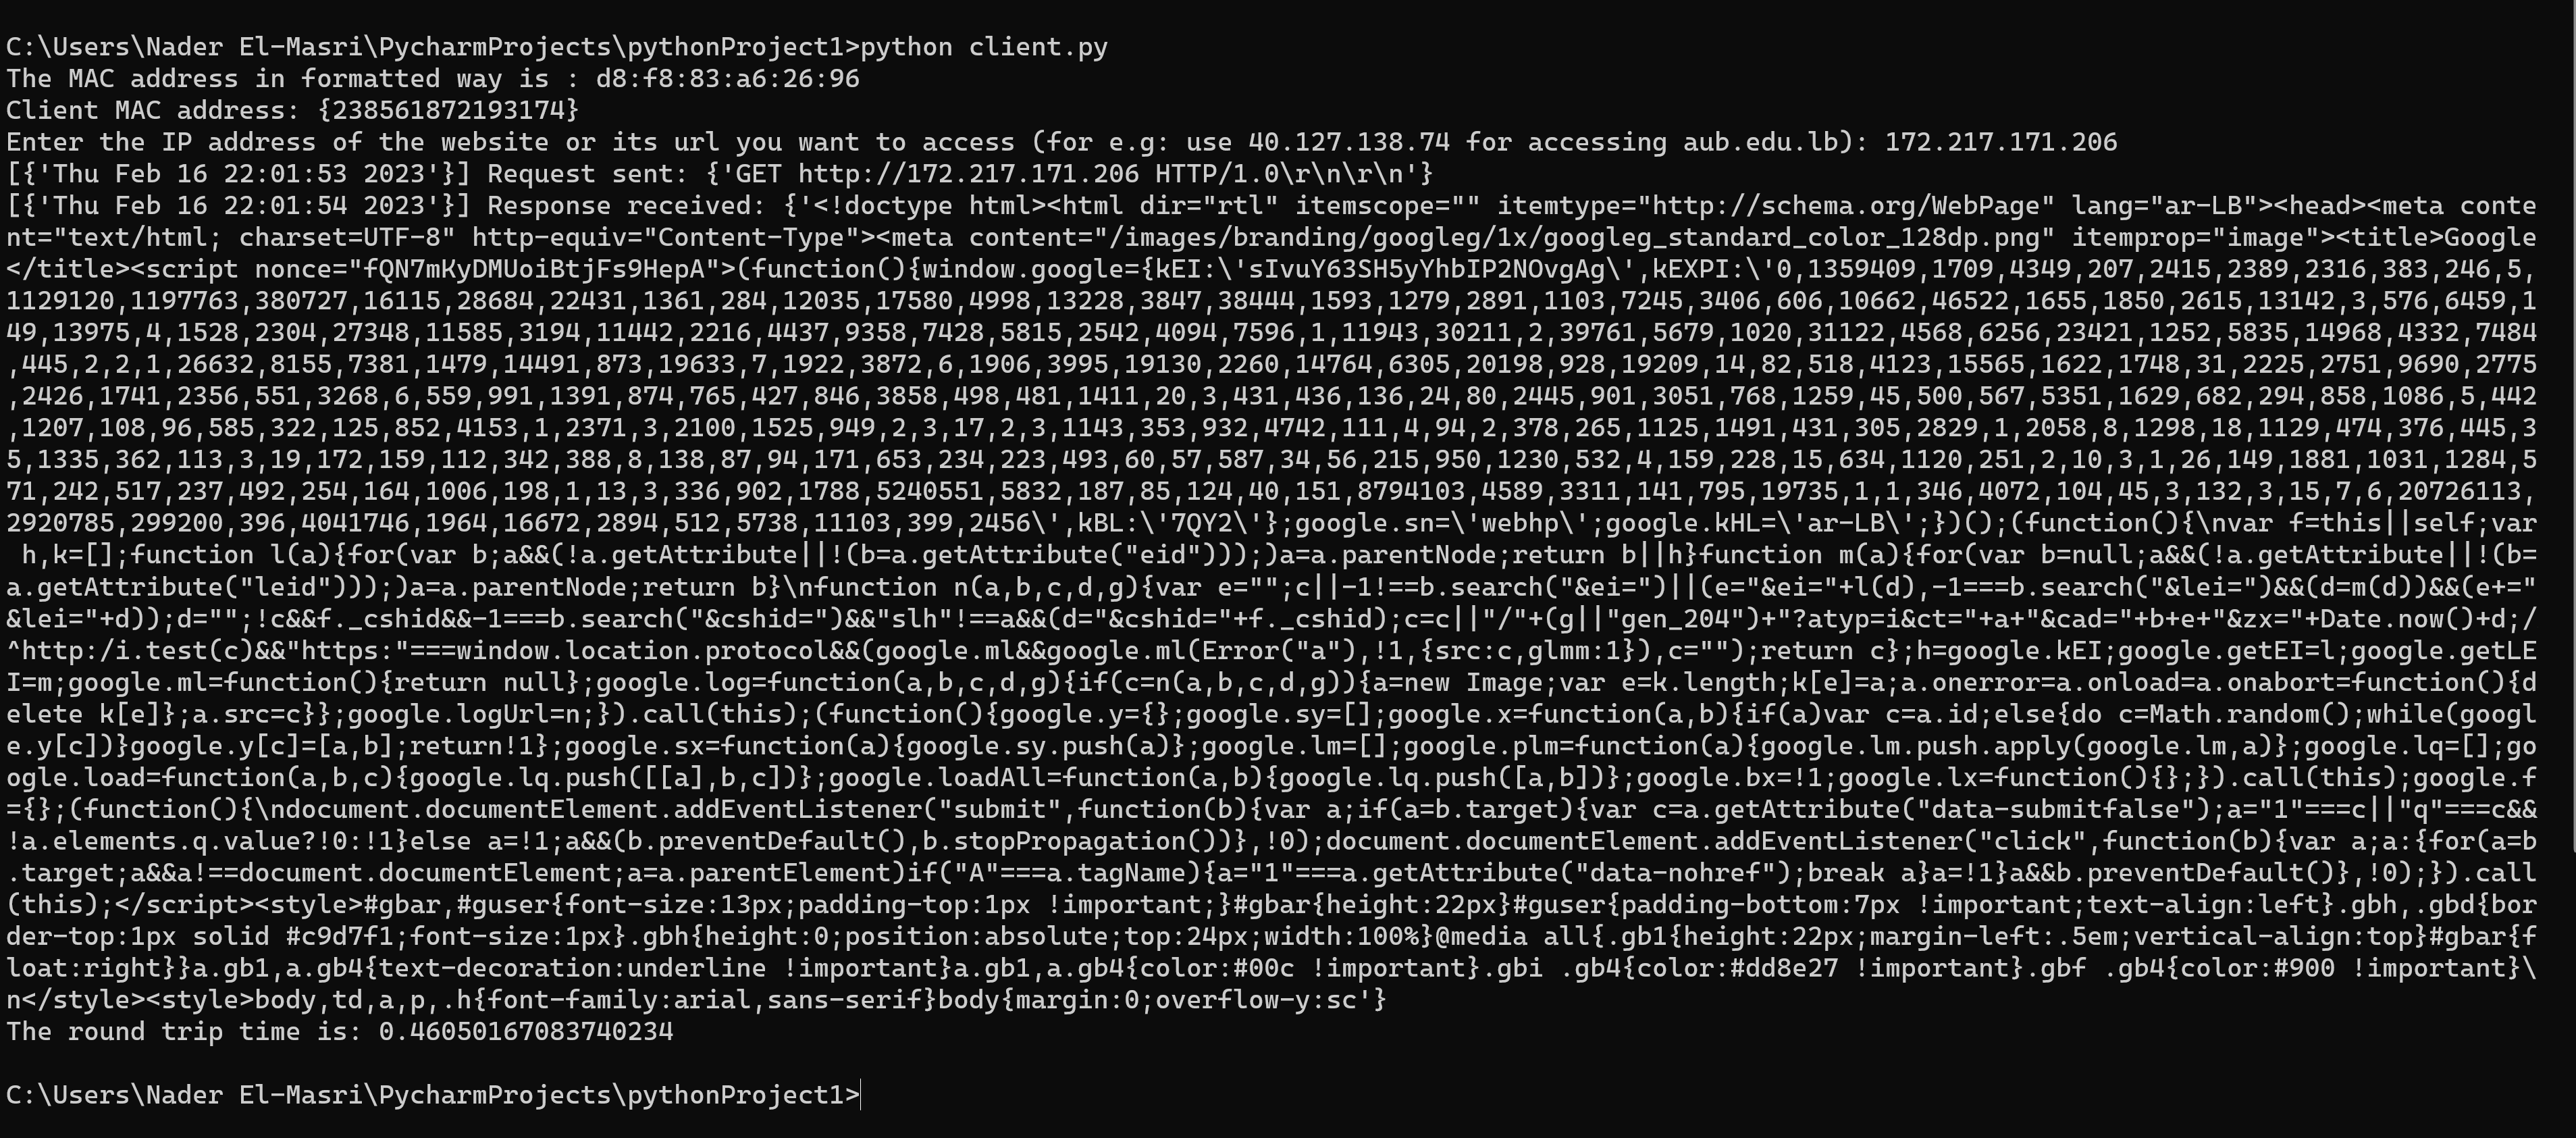 C:\Users\Nader El-Masri\PycharmProjects\pythonProject1>python client.py
The MAC address in formatted way is : d8:f8:83:a6:26:96
Client MAC address: {238561872193174}
Enter the IP address of the website or its url you want to access (for e.g: use 40.127.138.74 for accessing aub.edu.lb): 172.217.171.206
[{'Thu Feb 16 22:01:53 2023'}] Request sent: {'GET http://172.217.171.206 HTTP/1.0\r\n\r\n'}
[{'Thu Feb 16 22:01:54 2023'}] Response received: {'<!doctype html><html dir="rtl" itemscope="" itemtype="http://schema.org/WebPage" lang="ar-LB"><head><meta conte
nt="text/html; charset=UTF-8" http-equiv="Content-Type"><meta content="/images/branding/googleg/1x/googleg_standard_color_128dp.png" itemprop="image"><title>Google
</title><script nonce="fQN7mKyDMUoiBtjFs9HepA">(function(){window.google={kEI:\'sIvuY63SH5yYhbIP2NOvgAg\',kEXPI:\'0,1359409,1709,4349,207,2415,2389,2316,383,246,5,
1129120,1197763,380727,16115,28684,22431,1361,284,12035,17580,4998,13228,3847,38444,1593,1279,2891,1103,7245,3406,606,10662,46522,1655,1850,2615,13142,3,576,6459,1
49,13975,4,1528,2304,27348,11585,3194,11442,2216,4437,9358,7428,5815,2542,4094,7596,1,11943,30211,2,39761,5679,1020,31122,4568,6256,23421,1252,5835,14968,4332,7484
,445,2,2,1,26632,8155,7381,1479,14491,873,19633,7,1922,3872,6,1906,3995,19130,2260,14764,6305,20198,928,19209,14,82,518,4123,15565,1622,1748,31,2225,2751,9690,2775
,2426,1741,2356,551,3268,6,559,991,1391,874,765,427,846,3858,498,481,1411,20,3,431,436,136,24,80,2445,901,3051,768,1259,45,500,567,5351,1629,682,294,858,1086,5,442
,1207,108,96,585,322,125,852,4153,1,2371,3,2100,1525,949,2,3,17,2,3,1143,353,932,4742,111,4,94,2,378,265,1125,1491,431,305,2829,1,2058,8,1298,18,1129,474,376,445,3
5,1335,362,113,3,19,172,159,112,342,388,8,138,87,94,171,653,234,223,493,60,57,587,34,56,215,950,1230,532,4,159,228,15,634,1120,251,2,10,3,1,26,149,1881,1031,1284,5
71,242,517,237,492,254,164,1006,198,1,13,3,336,902,1788,5240551,5832,187,85,124,40,151,8794103,4589,3311,141,795,19735,1,1,346,4072,104,45,3,132,3,15,7,6,20726113,
2920785,299200,396,4041746,1964,16672,2894,512,5738,11103,399,2456\',kBL:\'7QY2\'};google.sn=\'webhp\';google.kHL=\'ar-LB\';})();(function(){\nvar f=this||self;var
 h,k=[];function l(a){for(var b;a&&(!a.getAttribute||!(b=a.getAttribute("eid")));)a=a.parentNode;return b||h}function m(a){for(var b=null;a&&(!a.getAttribute||!(b=
a.getAttribute("leid")));)a=a.parentNode;return b}\nfunction n(a,b,c,d,g){var e="";c||-1!==b.search("&ei=")||(e="&ei="+l(d),-1===b.search("&lei=")&&(d=m(d))&&(e+="
&lei="+d));d="";!c&&f._cshid&&-1===b.search("&cshid=")&&"slh"!==a&&(d="&cshid="+f._cshid);c=c||"/"+(g||"gen_204")+"?atyp=i&ct="+a+"&cad="+b+e+"&zx="+Date.now()+d;/
^http:/i.test(c)&&"https:"===window.location.protocol&&(google.ml&&google.ml(Error("a"),!1,{src:c,glmm:1}),c="");return c};h=google.kEI;google.getEI=l;google.getLE
I=m;google.ml=function(){return null};google.log=function(a,b,c,d,g){if(c=n(a,b,c,d,g)){a=new Image;var e=k.length;k[e]=a;a.onerror=a.onload=a.onabort=function(){d
elete k[e]};a.src=c}};google.logUrl=n;}).call(this);(function(){google.y={};google.sy=[];google.x=function(a,b){if(a)var c=a.id;else{do c=Math.random();while(googl
e.y[c])}google.y[c]=[a,b];return!1};google.sx=function(a){google.sy.push(a)};google.lm=[];google.plm=function(a){google.lm.push.apply(google.lm,a)};google.lq=[];go
ogle.load=function(a,b,c){google.lq.push([[a],b,c])};google.loadAll=function(a,b){google.lq.push([a,b])};google.bx=!1;google.lx=function(){};}).call(this);google.f
={};(function(){\ndocument.documentElement.addEventListener("submit",function(b){var a;if(a=b.target){var c=a.getAttribute("data-submitfalse");a="1"===c||"q"===c&&
!a.elements.q.value?!0:!1}else a=!1;a&&(b.preventDefault(),b.stopPropagation())},!0);document.documentElement.addEventListener("click",function(b){var a;a:{for(a=b
.target;a&&a!==document.documentElement;a=a.parentElement)if("A"===a.tagName){a="1"===a.getAttribute("data-nohref");break a}a=!1}a&&b.preventDefault()},!0);}).call
(this);</script><style>#gbar,#guser{font-size:13px;padding-top:1px !important;}#gbar{height:22px}#guser{padding-bottom:7px !important;text-align:left}.gbh,.gbd{bor
der-top:1px solid #c9d7f1;font-size:1px}.gbh{height:0;position:absolute;top:24px;width:100%}@media all{.gb1{height:22px;margin-left:.5em;vertical-align:top}#gbar{f
loat:right}}a.gb1,a.gb4{text-decoration:underline !important}a.gb1,a.gb4{color:#00c !important}.gbi .gb4{color:#dd8e27 !important}.gbf .gb4{color:#900 !important}\
n</style><style>body,td,a,p,.h{font-family:arial,sans-serif}body{margin:0;overflow-y:sc'}
The round trip time is: 0.46050167083740234
C:\Users\Nader El-Masri\PycharmProjects\pythonProject1>